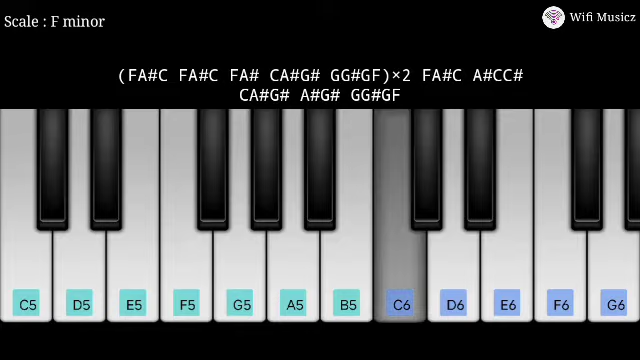 Scale : F minor
Wifi Musicz
(FA#C FA#C FA# CA#G# GG#GF)×2 FA#C A#CC#
CA#G# A#G# GG#GF
C5 D5 E5 F5 G5 A5 B5 C6 D6 E6 F6 G6